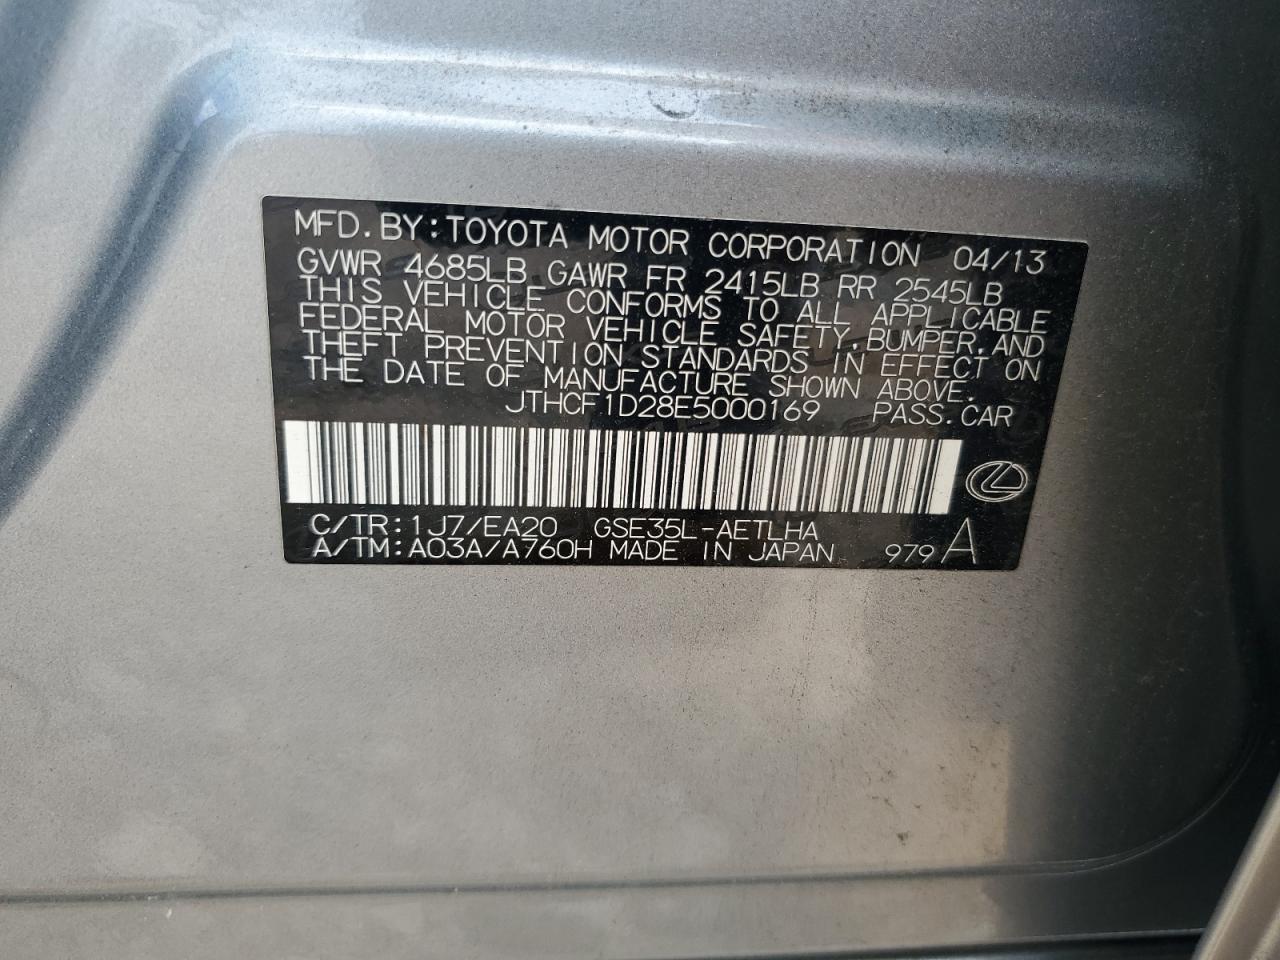 MFD.BY:TOYOTA MOTOR CORPORATION 04/13
GVWR 4685LB GAWR FR 2415LB RR 2545LB
THIS VEHICLE CONFORMS TO ALL APPLICABLE
FEDERAL MOTOR VEHICLE SAFETY,BUMPER,AND
THEFT PREVENTION STANDARDS IN EFFECT ON
THE DATE OF MANUFACTURE SHOWN ABOVE.
JTHCF1D28E5000169 PASS.CAR
C/TR:1J7/EA20 GSE35L-AETLHA
A/TM:A03A/A760H MADE IN JAPAN 979A